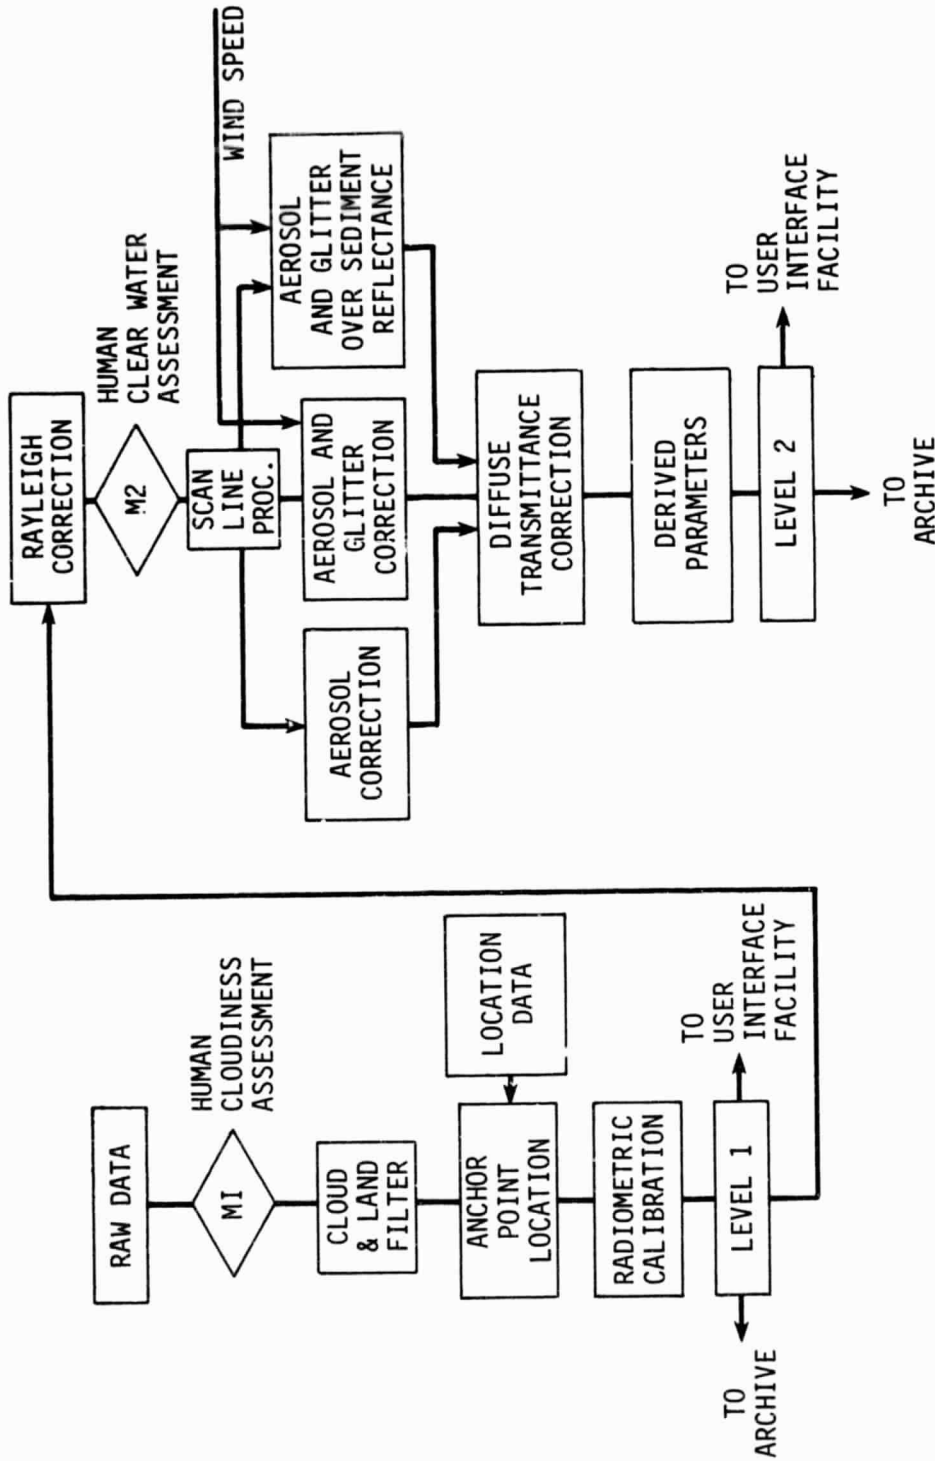 RAW DATA
MI
HUMAN
CLOUDINESS
ASSESSMENT
CLOUD
& LAND
FILTER
ANCHOR
POINT
LOCATION
LOCATION
DATA
RADIOMETRIC
CALIBRATION
LEVEL 1
TO
ARCHIVE
TO
USER
INTERFACE
FACILITY
RAYLEIGH
CORRECTION
M2
HUMAN
CLEAR WATER
ASSESSMENT
SCAN
LINE
PROC.
WIND SPEED
AEROSOL
CORRECTION
AEROSOL AND
GLITTER
CORRECTION
AEROSOL
AND GLITTER
OVER SEDIMENT
REFLECTANCE
DIFFUSE
TRANSMITTANCE
CORRECTION
DERIVED
PARAMETERS
LEVEL 2
TO
USER
INTERFACE
FACILITY
TO
ARCHIVE